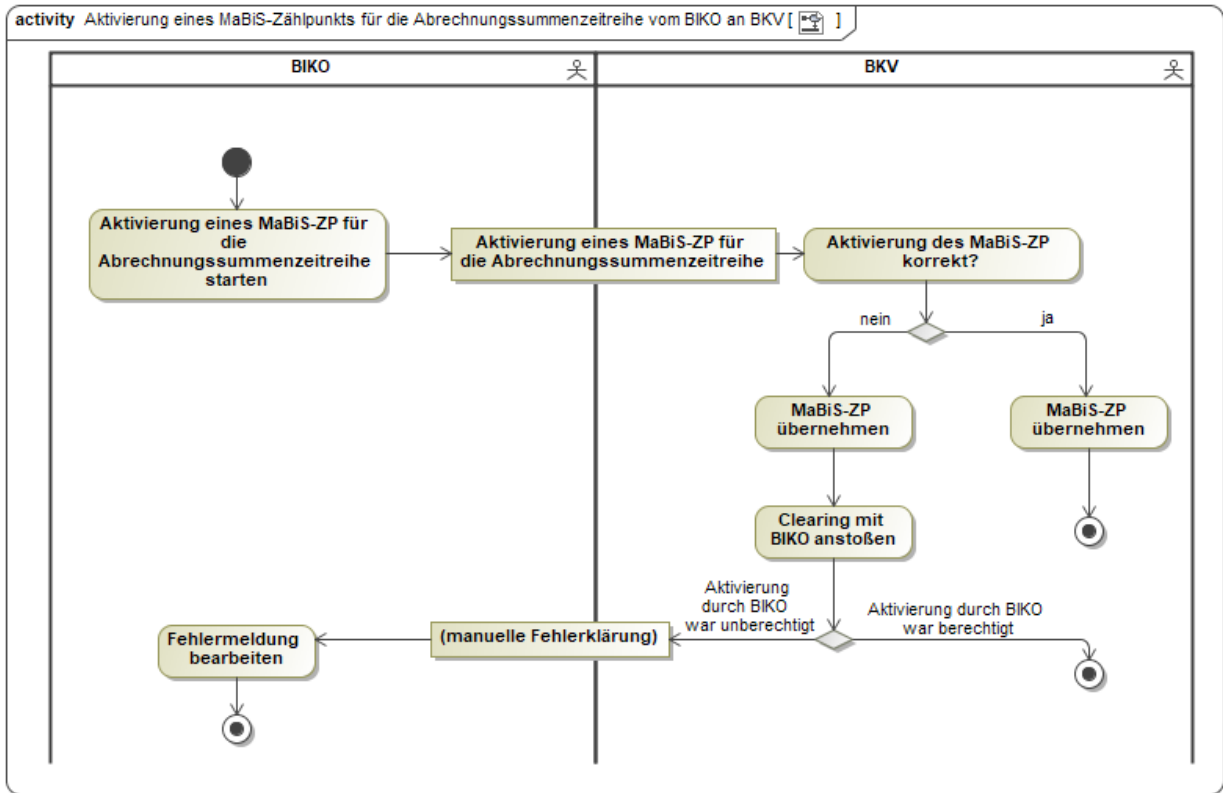 activity Aktivierung eines MaBiS-Zählpunkts für die Abrechnungssummenzeitreihe vom BIKO an BKV [ ]
BIKO
BKV
Aktivierung eines MaBiS-ZP für
die
Abrechnungssummenzeitreihe
starten
Aktivierung eines MaBiS-ZP für
die Abrechnungssummenzeitreihe
Aktivierung des MaBiS-ZP
korrekt?
nein
ja
MaBiS-ZP
übernehmen
MaBiS-ZP
übernehmen
Clearing mit
BIKO anstoßen
Aktivierung
durch BIKO
war unberechtigt
Aktivierung durch BIKO
war berechtigt
(manuelle Fehlerklärung)
Fehlermeldung
bearbeiten